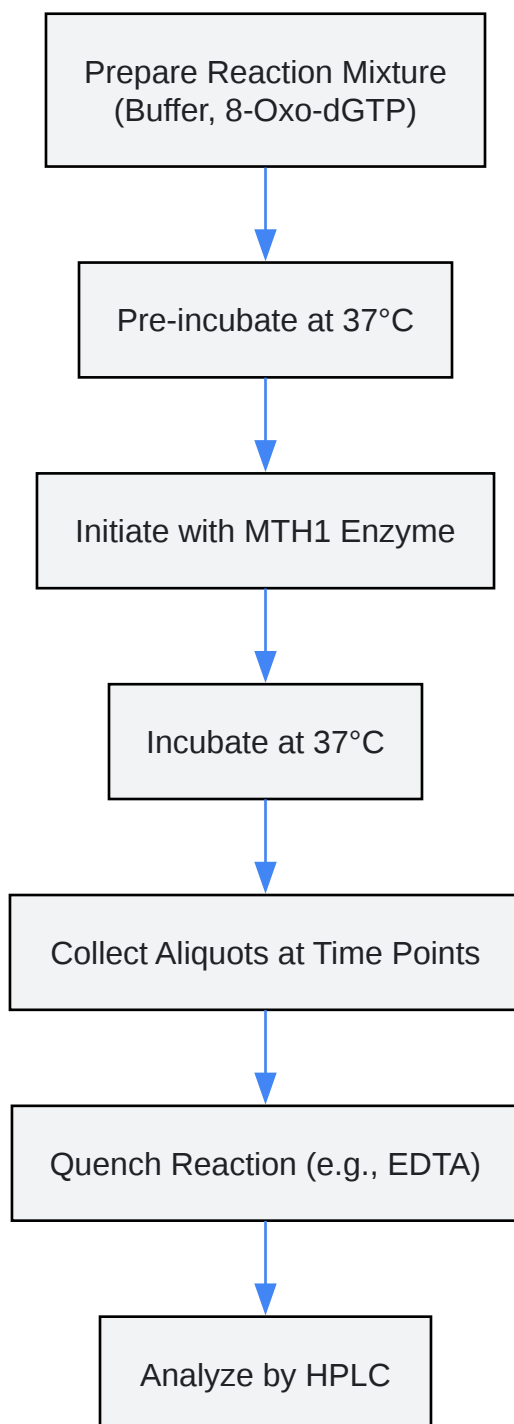 Prepare Reaction Mixture
(Buffer, 8-Oxo-dGTP)
Pre-incubate at 37°C
Initiate with MTH1 Enzyme
Incubate at 37°C
Collect Aliquots at Time Points
Quench Reaction (e.g., EDTA)
Analyze by HPLC